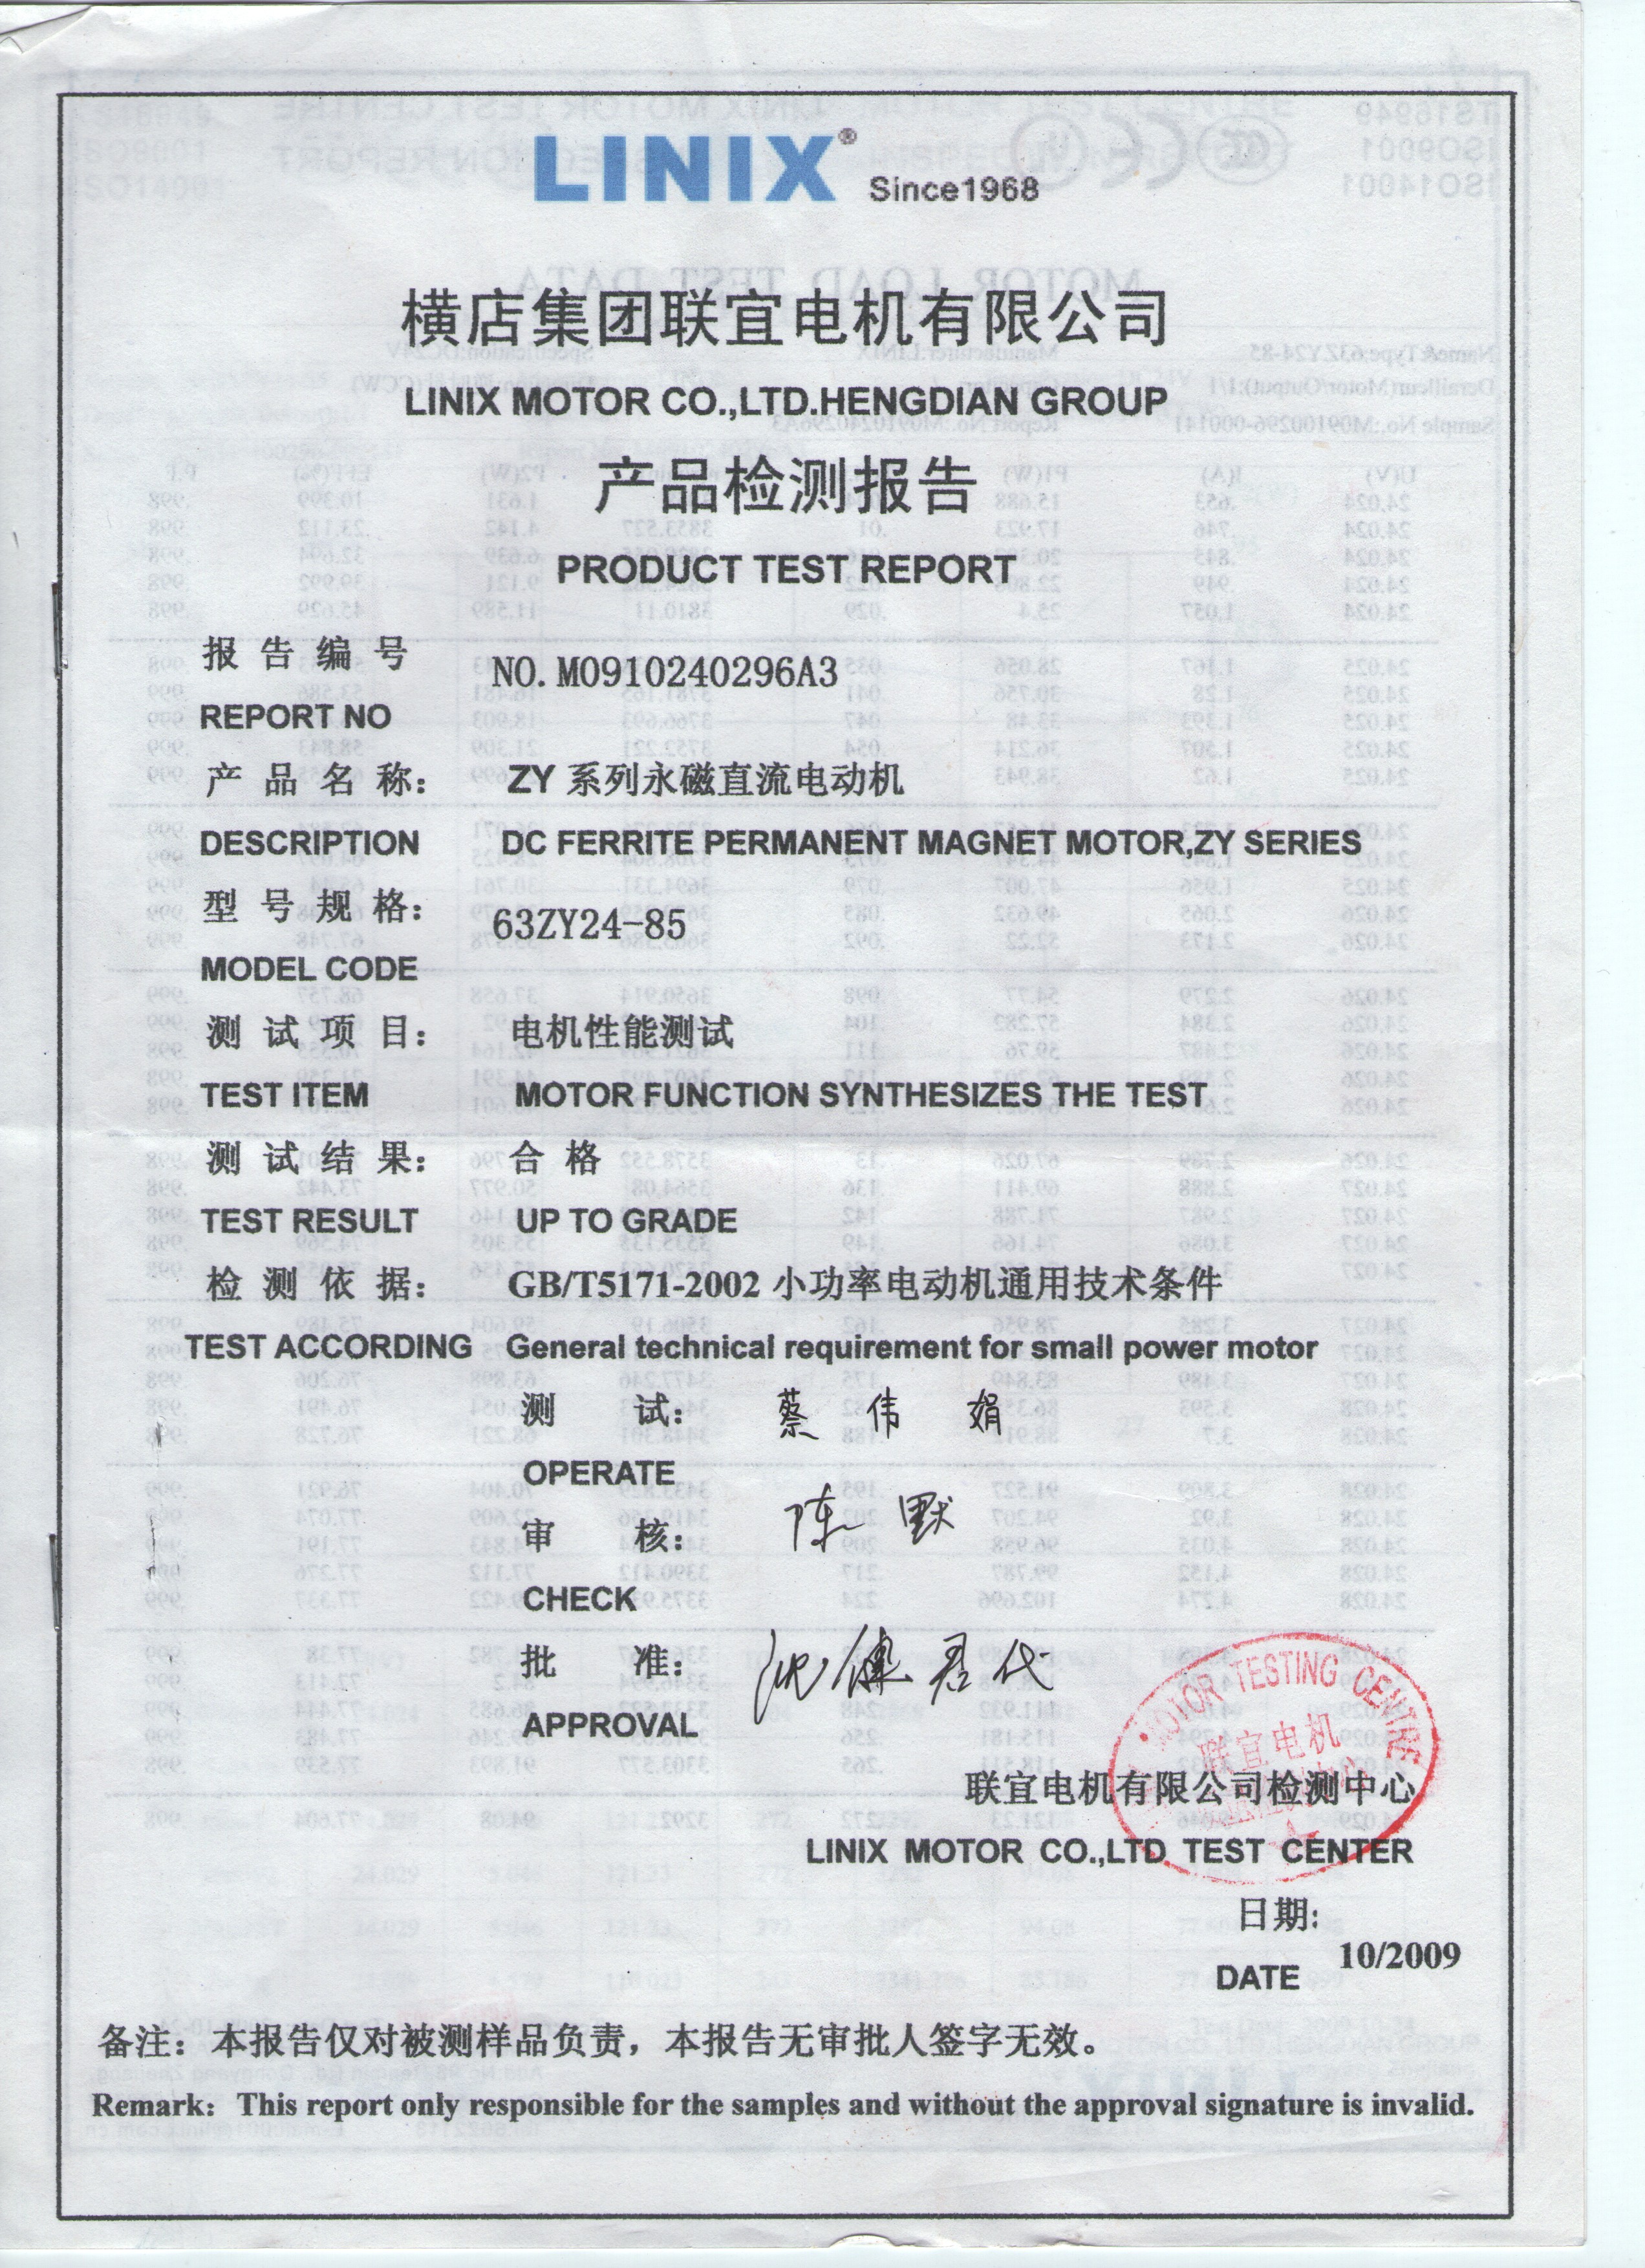 LINIX® Since1968
横店集团联宜电机有限公司
LINIX MOTOR CO.,LTD.HENGDIAN GROUP
产品检测报告
PRODUCT TEST REPORT
报告编号 NO. M0910240296A3
REPORT NO
产品名称: ZY 系列永磁直流电动机
DESCRIPTION DC FERRITE PERMANENT MAGNET MOTOR,ZY SERIES
型号规格: 63ZY24-85
MODEL CODE
测试项目: 电机性能测试
TEST ITEM MOTOR FUNCTION SYNTHESIZES THE TEST
测试结果: 合格
TEST RESULT UP TO GRADE
检测依据: GB/T5171-2002 小功率电动机通用技术条件
TEST ACCORDING General technical requirement for small power motor
测 试: 蔡伟娟
OPERATE
审 核: 陈默
CHECK
批 准:
APPROVAL
MOTOR TESTING CENTRE
联宜电机
联宜电机有限公司检测中心
LINIX MOTOR CO.,LTD TEST CENTER
日期:
DATE 10/2009
备注：本报告仅对被测样品负责，本报告无审批人签字无效。
Remark: This report only responsible for the samples and without the approval signature is invalid.